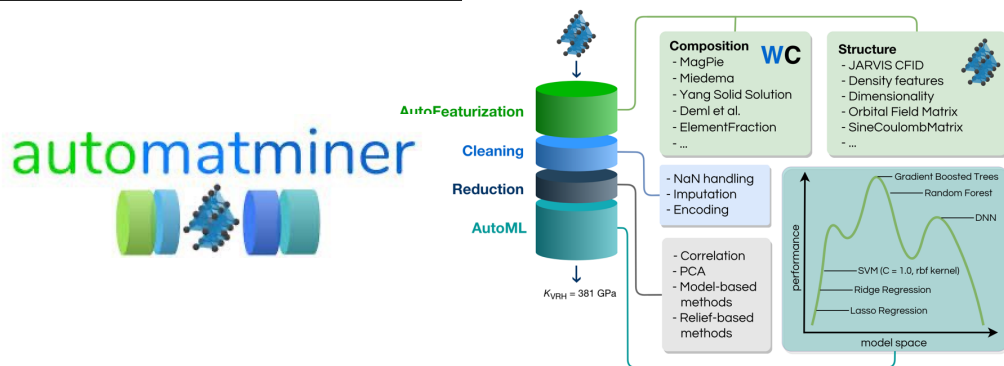 automatminer
AutoFeaturization
Cleaning
Reduction
AutoML
K_VRH = 381 GPa
Composition
WC
- MagPie
- Miedema
- Yang Solid Solution
- Deml et al.
- ElementFraction
- ...
Structure
- JARVIS CFID
- Density features
- Dimensionality
- Orbital Field Matrix
- SineCoulombMatrix
- ...
- NaN handling
- Imputation
- Encoding
- Correlation
- PCA
- Model-based
methods
- Relief-based
methods
performance
Gradient Boosted Trees
Random Forest
DNN
SVM (C = 1.0, rbf kernel)
Ridge Regression
Lasso Regression
model space